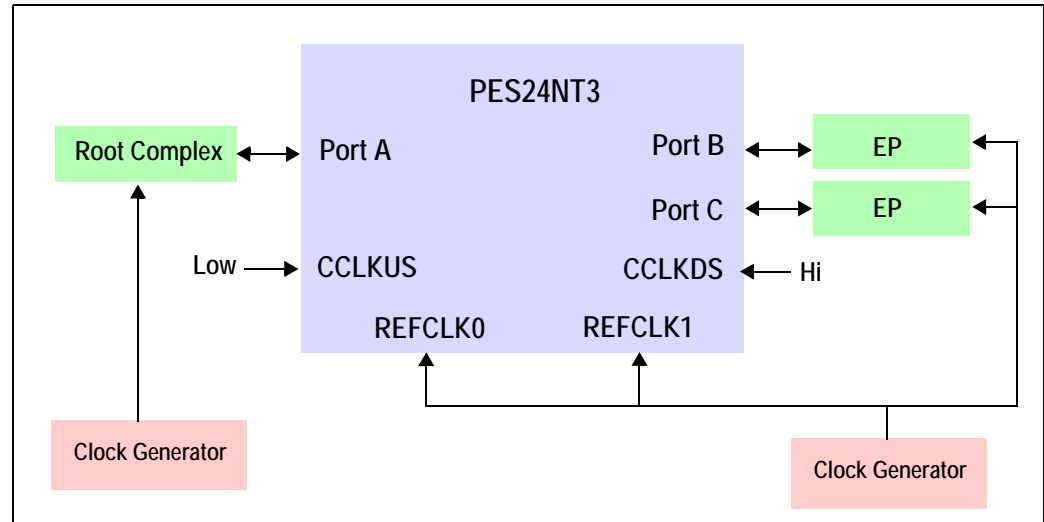 PES24NT3
Root Complex
Port A
Port B
EP
Port C
EP
Low
CCLKUS
CCLKDS
Hi
REFCLK0
REFCLK1
Clock Generator
Clock Generator